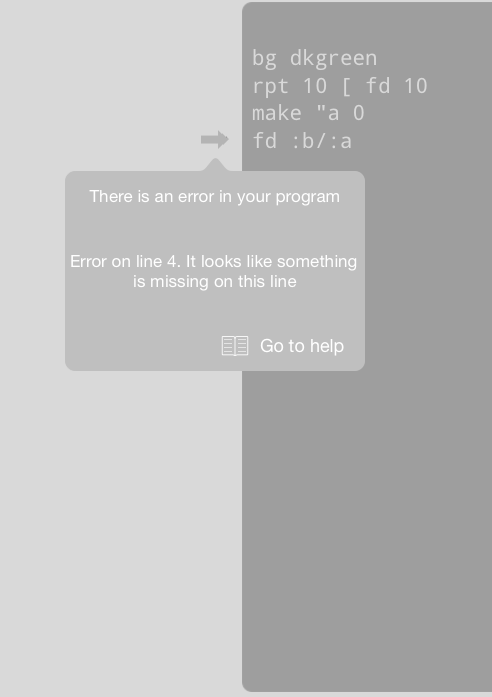 bg dkgreen
rpt 10 [ fd 10
make "a 0
fd :b/:a
There is an error in your program
Error on line 4. It looks like something
is missing on this line
Go to help